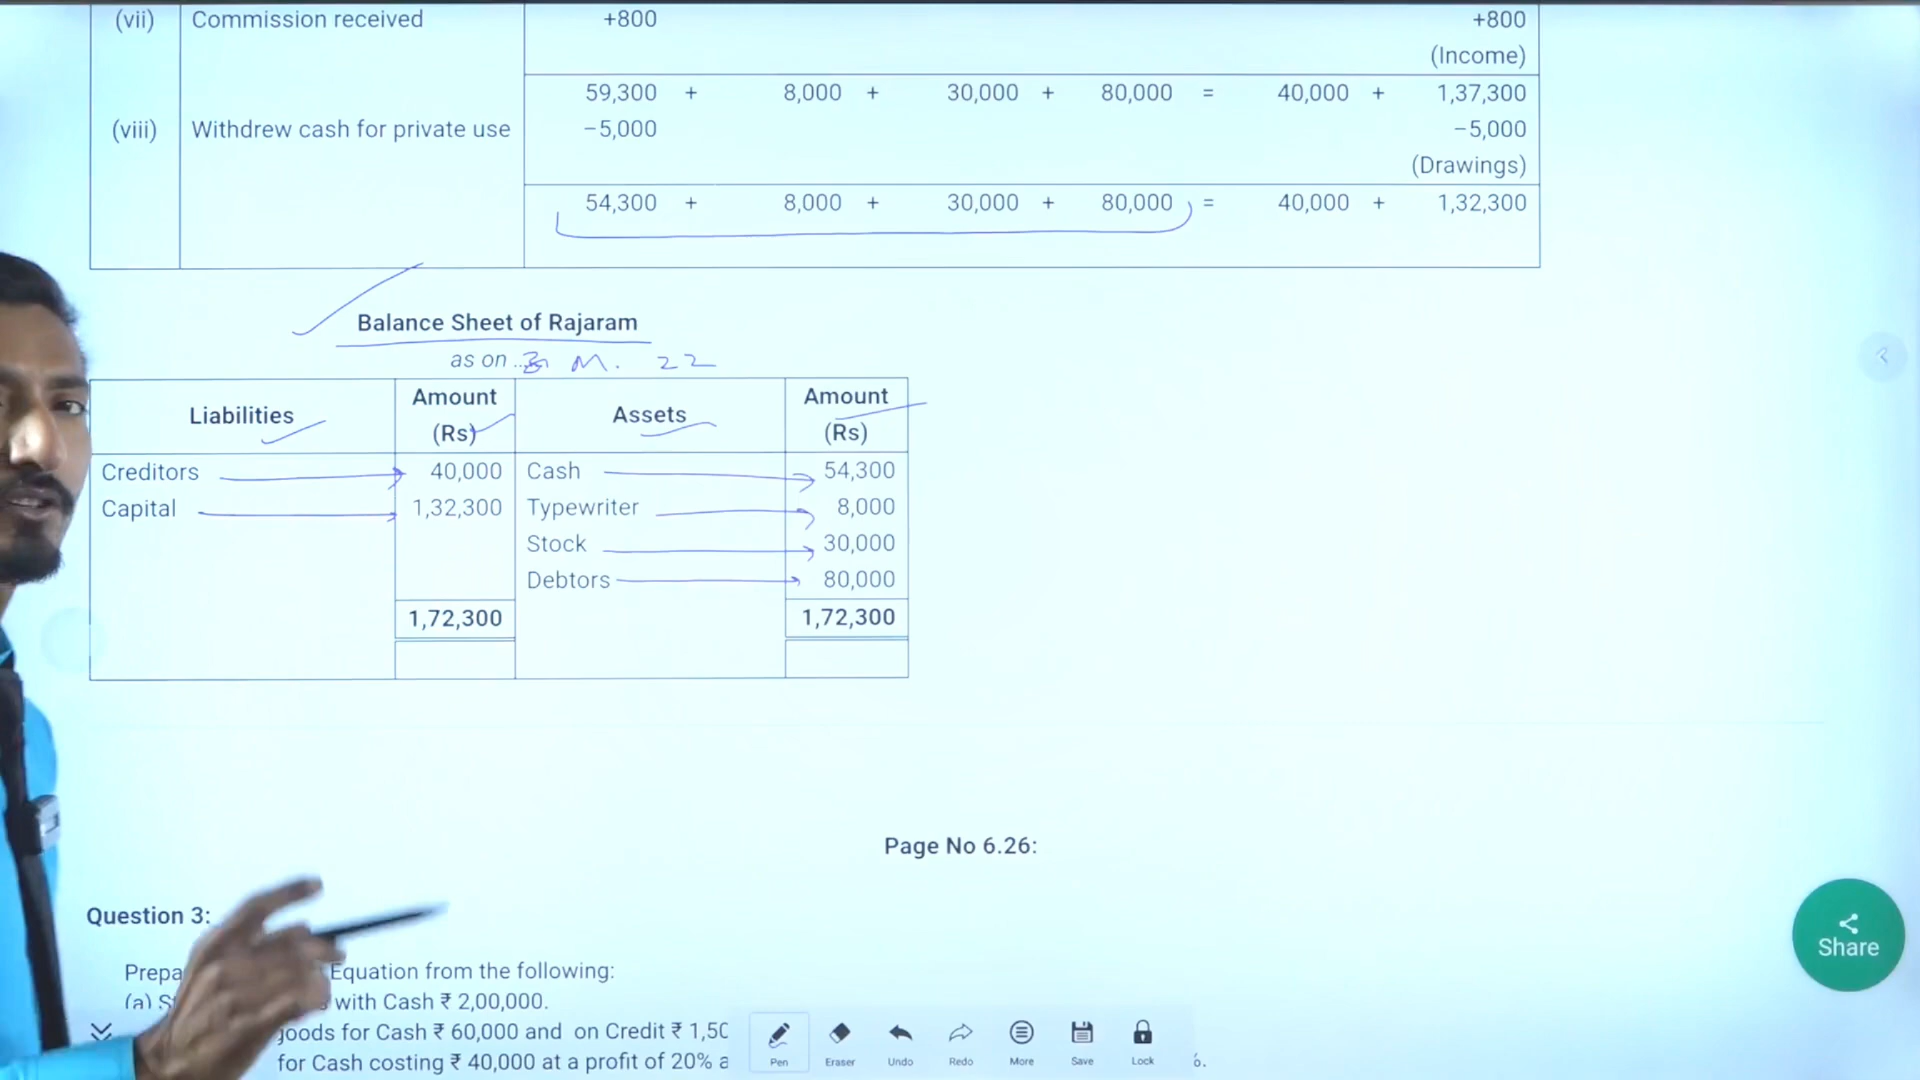 (vii) Commission received +800 +800
(Income)
59,300 + 8,000 + 30,000 + 80,000 = 40,000 + 1,37,300
(viii) Withdrew cash for private use −5,000 −5,000
(Drawings)
54,300 + 8,000 + 30,000 + 80,000 = 40,000 + 1,32,300
Balance Sheet of Rajaram
as on .. M. 22
Liabilities Amount (Rs) Assets Amount (Rs)
Creditors 40,000 Cash 54,300
Capital 1,32,300 Typewriter 8,000
Stock 30,000
Debtors 80,000
1,72,300 1,72,300
Page No 6.26:
Question 3:
Prepa Equation from the following:
(a) S with Cash ₹ 2,00,000.
goods for Cash ₹ 60,000 and on Credit ₹ 1,50
for Cash costing ₹ 40,000 at a profit of 20% a 6.
Pen Eraser Undo Redo More Save Lock
Share